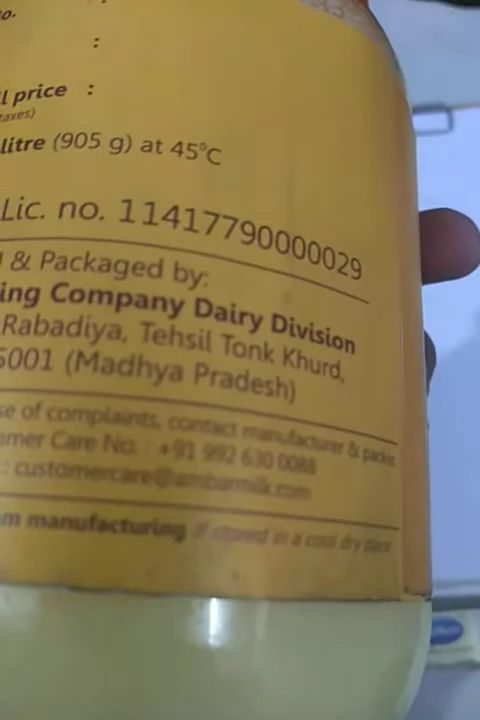 :
l price :
taxes)
litre (905 g) at 45°C
Lic. no. 11417790000029
& Packaged by:
ing Company Dairy Division
Rabadiya, Tehsil Tonk Khurd,
5001 (Madhya Pradesh)
se of complaints, contact manufacturer & packer
omer Care No. : +91 992 630 0088
: customercare@ambarmilk.com
m manufacturing if stored in a cool dry place